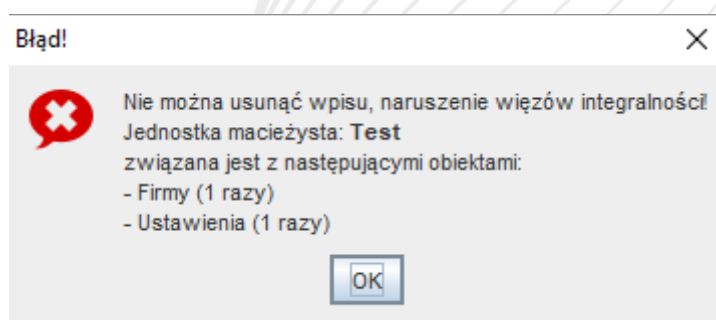 Błąd!
Nie można usunąć wpisu, naruszenie więzów integralności!
Jednostka macieżysta: Test
związana jest z następującymi obiektami:
- Firmy (1 razy)
- Ustawienia (1 razy)
OK